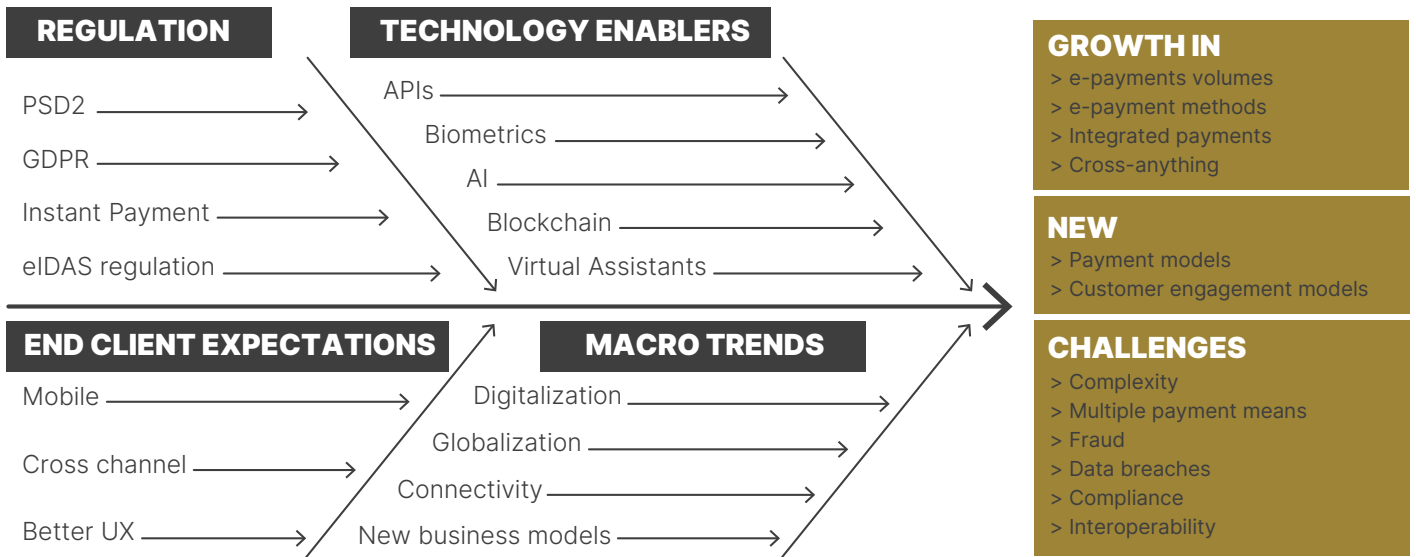 REGULATION
PSD2
GDPR
Instant Payment
eIDAS regulation
TECHNOLOGY ENABLERS
APIs
Biometrics
AI
Blockchain
Virtual Assistants
END CLIENT EXPECTATIONS
Mobile
Cross channel
Better UX
MACRO TRENDS
Digitalization
Globalization
Connectivity
New business models
GROWTH IN
> e-payments volumes
> e-payment methods
> Integrated payments
> Cross-anything
NEW
> Payment models
> Customer engagement models
CHALLENGES
> Complexity
> Multiple payment means
> Fraud
> Data breaches
> Compliance
> Interoperability